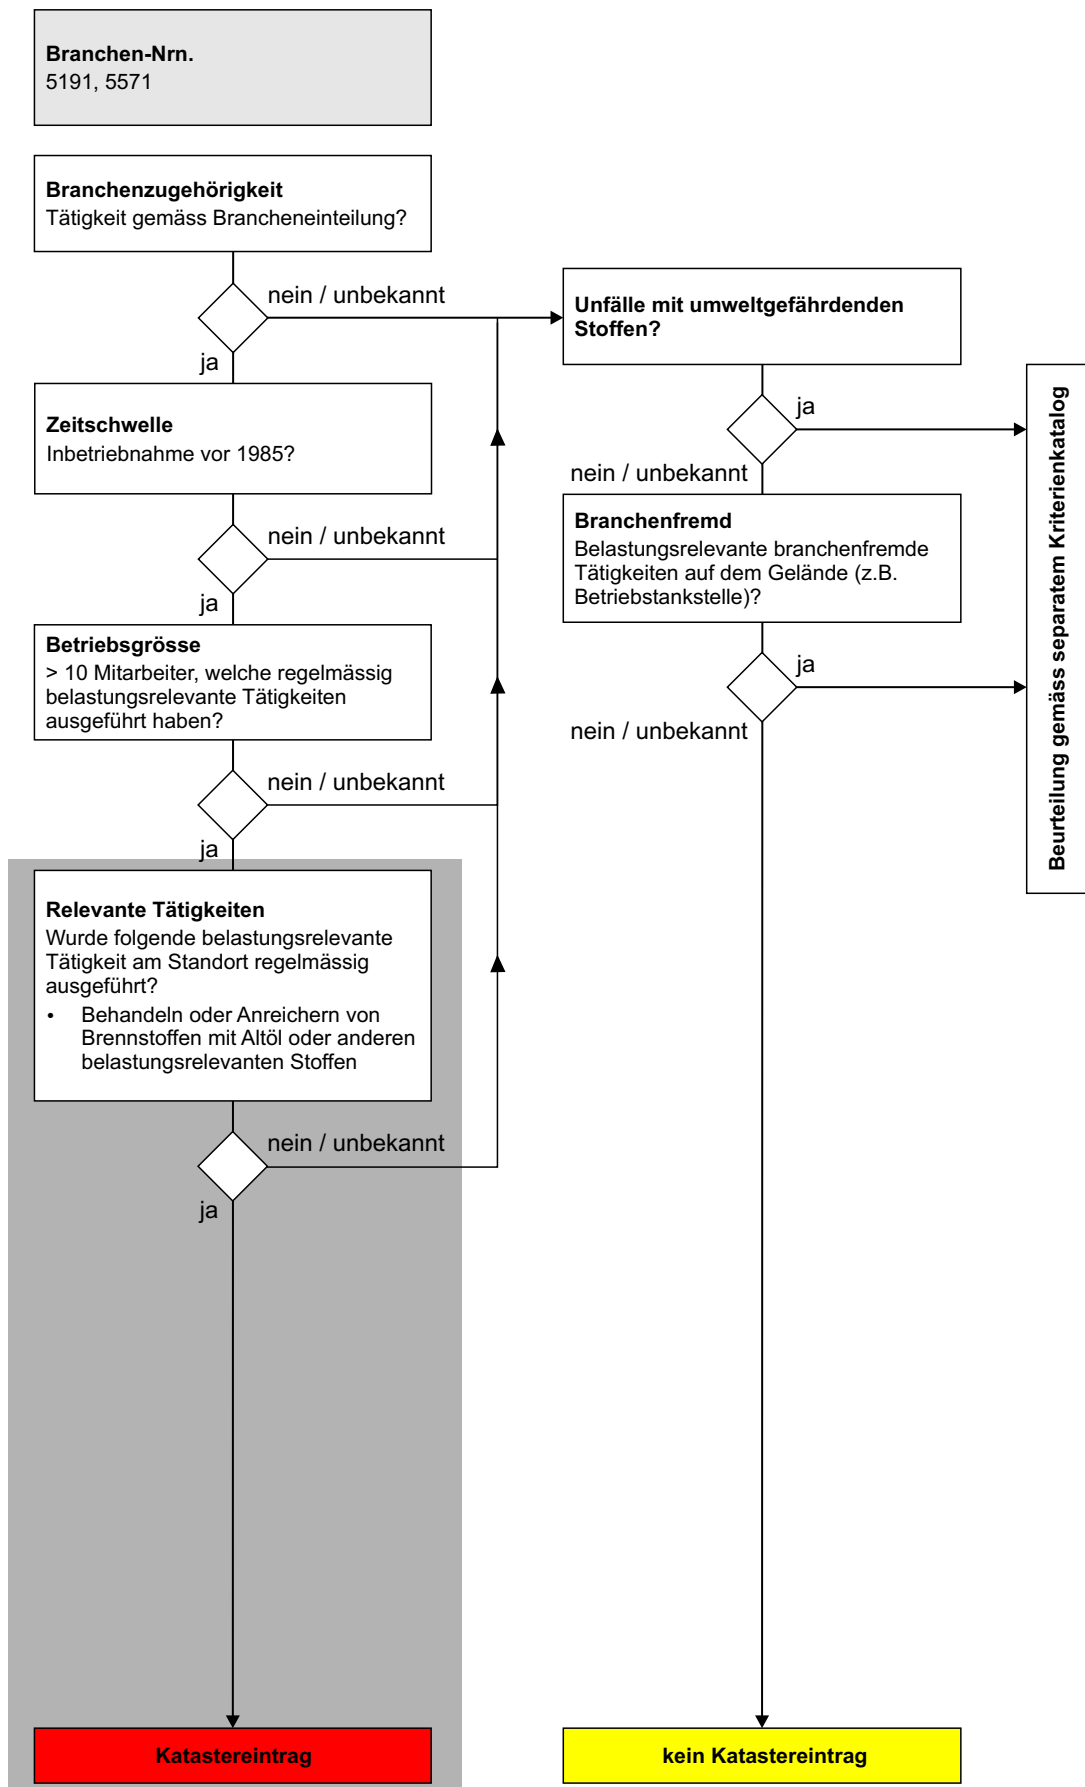 Branchen-Nrn.
5191, 5571
Branchenzugehörigkeit
Tätigkeit gemäss Brancheneinteilung?
nein / unbekannt
ja
Zeitschwelle
Inbetriebnahme vor 1985?
nein / unbekannt
ja
Betriebsgrösse
> 10 Mitarbeiter, welche regelmässig
belastungsrelevante Tätigkeiten
ausgeführt haben?
nein / unbekannt
ja
Relevante Tätigkeiten
Wurde folgende belastungsrelevante
Tätigkeit am Standort regelmässig
ausgeführt?
• Behandeln oder Anreichern von
Brennstoffen mit Altöl oder anderen
belastungsrelevanten Stoffen
nein / unbekannt
ja
Katastereintrag
Unfälle mit umweltgefährdenden
Stoffen?
ja
nein / unbekannt
Branchenfremd
Belastungsrelevante branchenfremde
Tätigkeiten auf dem Gelände (z.B.
Betriebstankstelle)?
ja
nein / unbekannt
kein Katastereintrag
Beurteilung gemäss separatem Kriterienkatalog